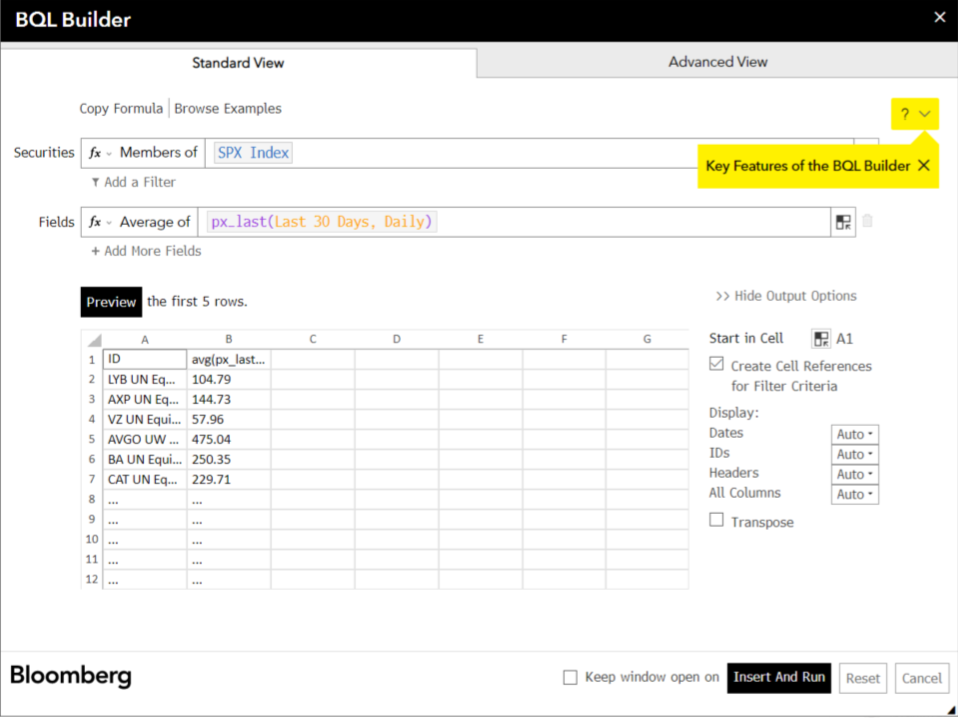 BQL Builder
Standard View
Advanced View
Copy Formula | Browse Examples
?
Securities fx Members of SPX Index
Key Features of the BQL Builder X
Add a Filter
Fields fx Average of px_last(Last 30 Days, Daily)
+ Add More Fields
Preview the first 5 rows.
>> Hide Output Options
A B C D E F G
1 ID avg(px_last...
2 LYB UN Eq... 104.79
3 AXP UN Eq... 144.73
4 VZ UN Equi... 57.96
5 AVGO UW ... 475.04
6 BA UN Equi... 250.35
7 CAT UN Eq... 229.71
8 ... ...
9 ... ...
10 ... ...
11 ... ...
12 ... ...
Start in Cell A1
Create Cell References
for Filter Criteria
Display:
Dates Auto
IDs Auto
Headers Auto
All Columns Auto
Transpose
Bloomberg
Keep window open on
Insert And Run
Reset
Cancel